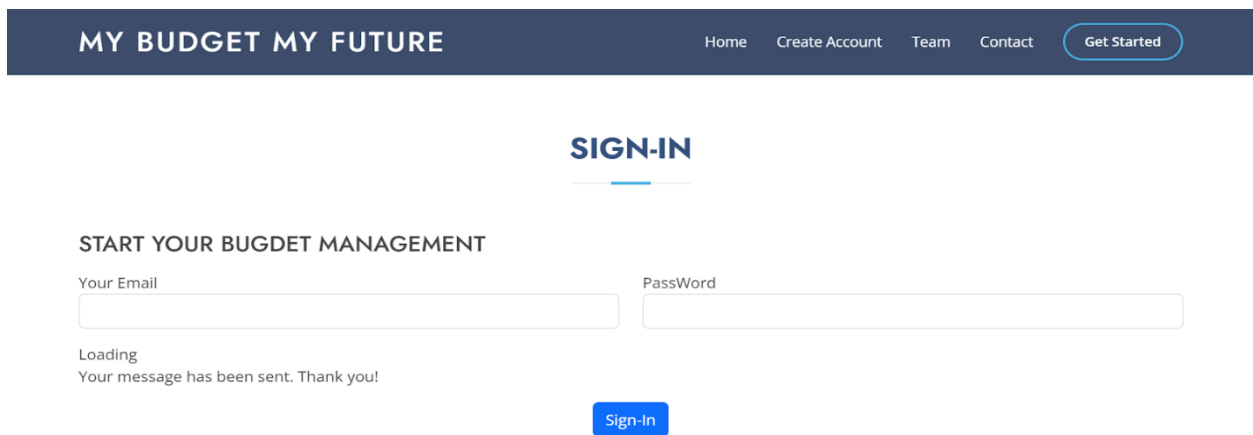 MY BUDGET MY FUTURE
Home Create Account Team Contact Get Started
SIGN-IN
START YOUR BUGDET MANAGEMENT
Your Email PassWord
Loading
Your message has been sent. Thank you!
Sign-In